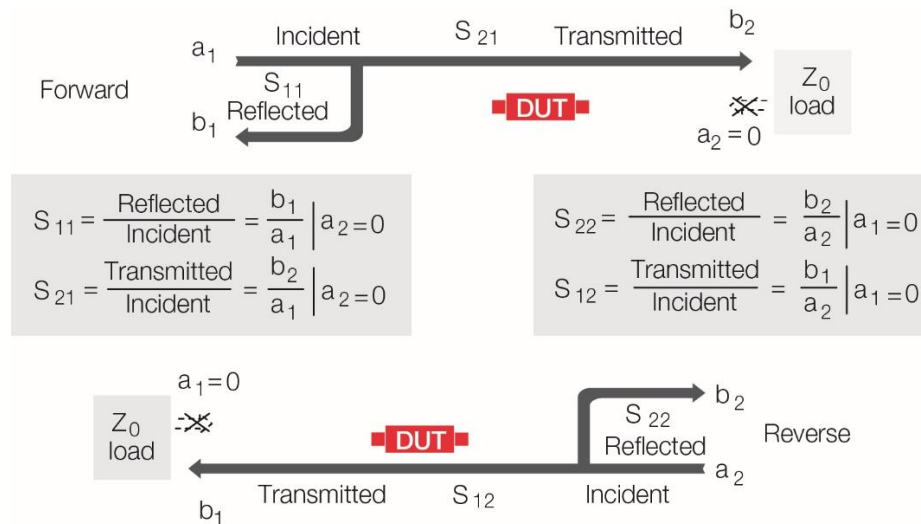 a₁ Incident S₂₁ Transmitted b₂
Forward
S₁₁
Reflected
b₁
DUT
Z₀
load
a₂ = 0
S₁₁ = Reflected / Incident = b₁ / a₁ | a₂ = 0
S₂₁ = Transmitted / Incident = b₂ / a₁ | a₂ = 0
S₂₂ = Reflected / Incident = b₂ / a₂ | a₁ = 0
S₁₂ = Transmitted / Incident = b₁ / a₂ | a₁ = 0
a₁ = 0
Z₀
load
DUT
b₂
S₂₂
Reflected
Reverse
a₂
b₁ Transmitted S₁₂ Incident